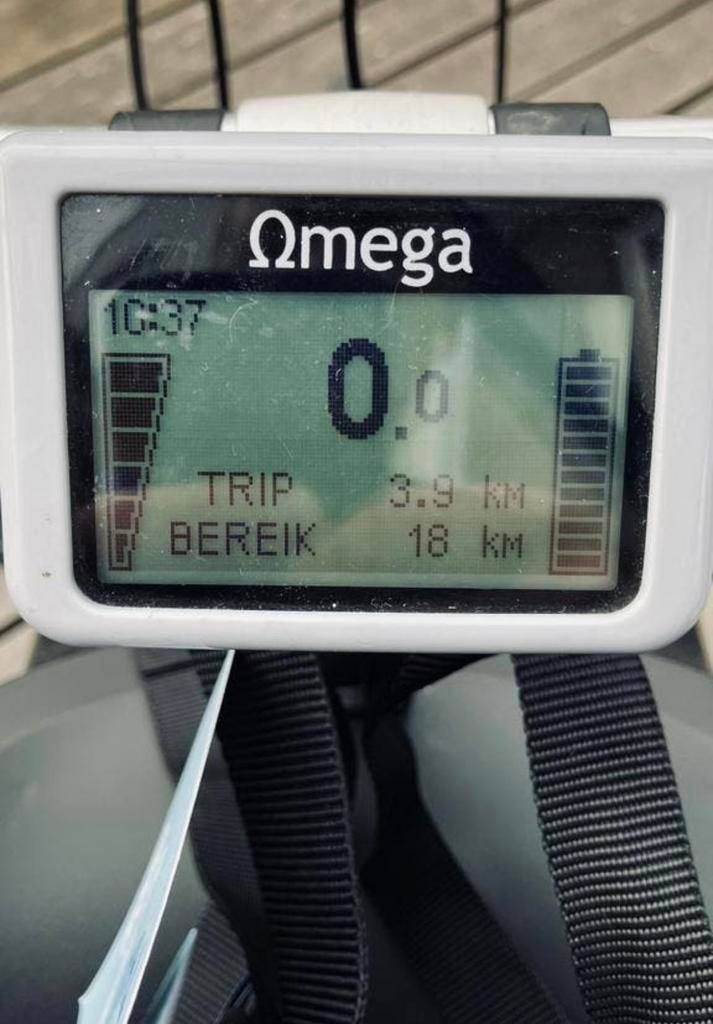 Ωmega
10:37
0.0
TRIP 3.9 km
BEREIK 18 km